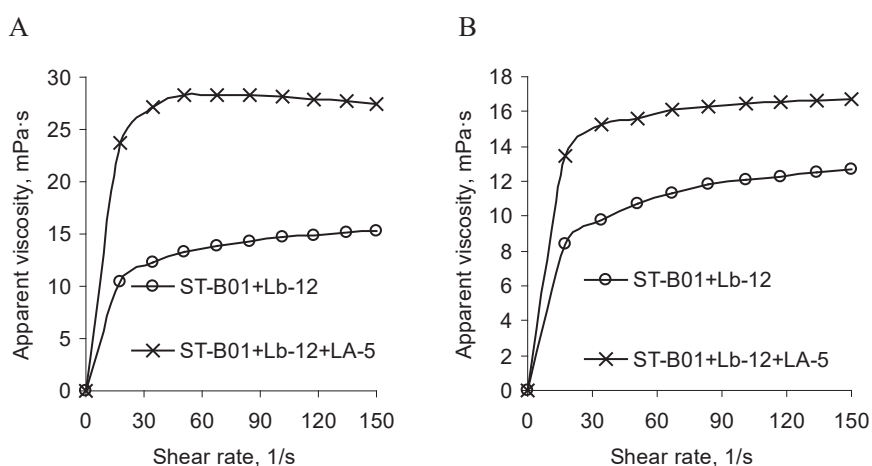 A
Apparent viscosity, mPa·s
30
25
20
15
10
5
0
ST-B01+Lb-12
ST-B01+Lb-12+LA-5
0 30 60 90 120 150
Shear rate, 1/s
B
Apparent viscosity, mPa·s
18
16
14
12
10
8
6
4
2
0
ST-B01+Lb-12
ST-B01+Lb-12+LA-5
0 30 60 90 120 150
Shear rate, 1/s